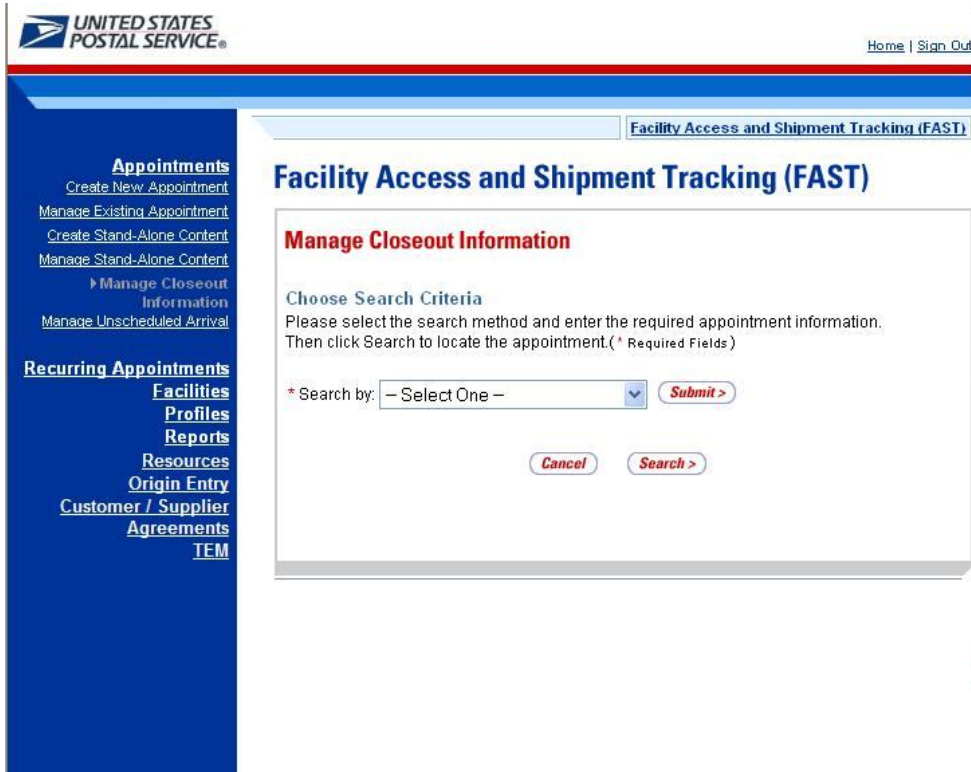 UNITED STATES
POSTAL SERVICE®
Home | Sign Out
Facility Access and Shipment Tracking (FAST)
Appointments
Create New Appointment
Manage Existing Appointment
Create Stand-Alone Content
Manage Stand-Alone Content
Manage Closeout
Information
Manage Unscheduled Arrival
Recurring Appointments
Facilities
Profiles
Reports
Resources
Origin Entry
Customer / Supplier
Agreements
TEM
Facility Access and Shipment Tracking (FAST)
Manage Closeout Information
Choose Search Criteria
Please select the search method and enter the required appointment information.
Then click Search to locate the appointment.(* Required Fields)
* Search by: – Select One – Submit >
Cancel Search >